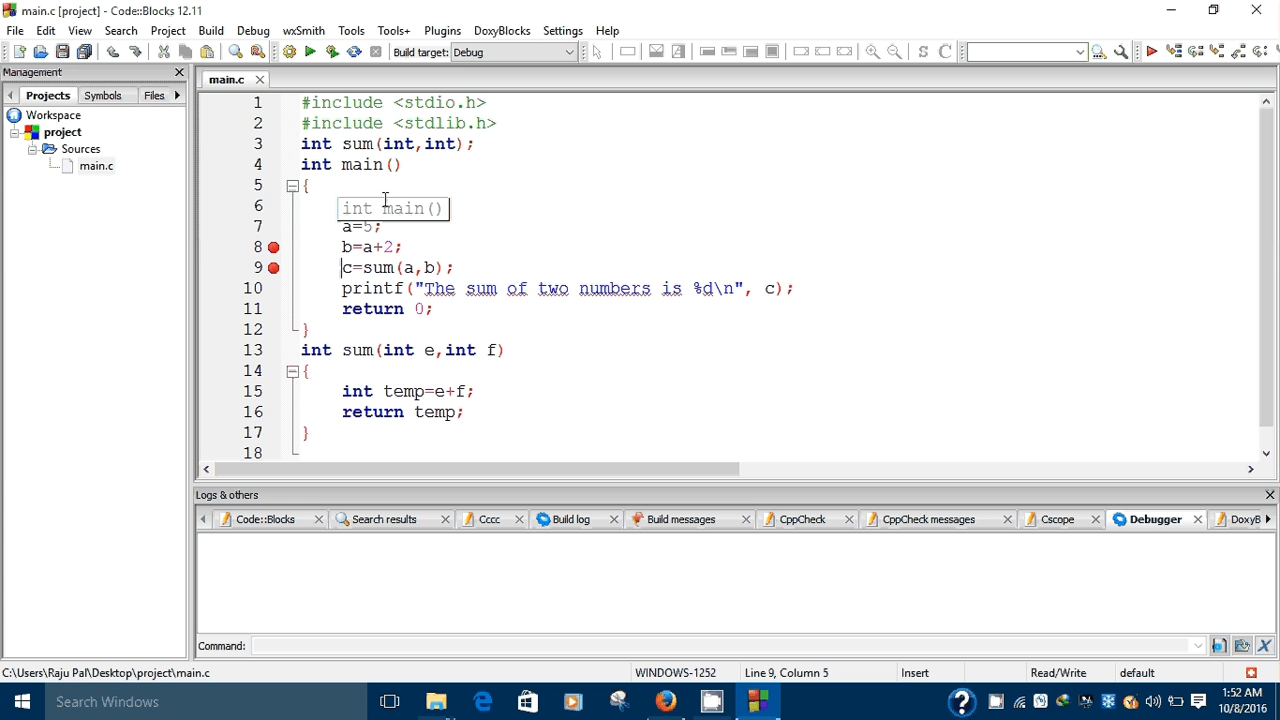 main.c [project] - Code::Blocks 12.11
File Edit View Search Project Build Debug wxSmith Tools Tools+ Plugins DoxyBlocks Settings Help
Build target: Debug
Management
main.c
Projects Symbols Files
Workspace
project
Sources
main.c
1 #include <stdio.h>
2 #include <stdlib.h>
3 int sum(int,int);
4 int main()
5 {
6
int main()
7 a=5;
8 b=a+2;
9 c=sum(a,b);
10 printf("The sum of two numbers is %d\n", c);
11 return 0;
12 }
13 int sum(int e,int f)
14 {
15 int temp=e+f;
16 return temp;
17 }
18
Logs & others
Code::Blocks Search results Cccc Build log Build messages CppCheck CppCheck messages Cscope Debugger DoxyB
Command:
C:\Users\Raju Pal\Desktop\project\main.c WINDOWS-1252 Line 9, Column 5 Insert Read/Write default
Search Windows
1:52 AM
10/8/2016